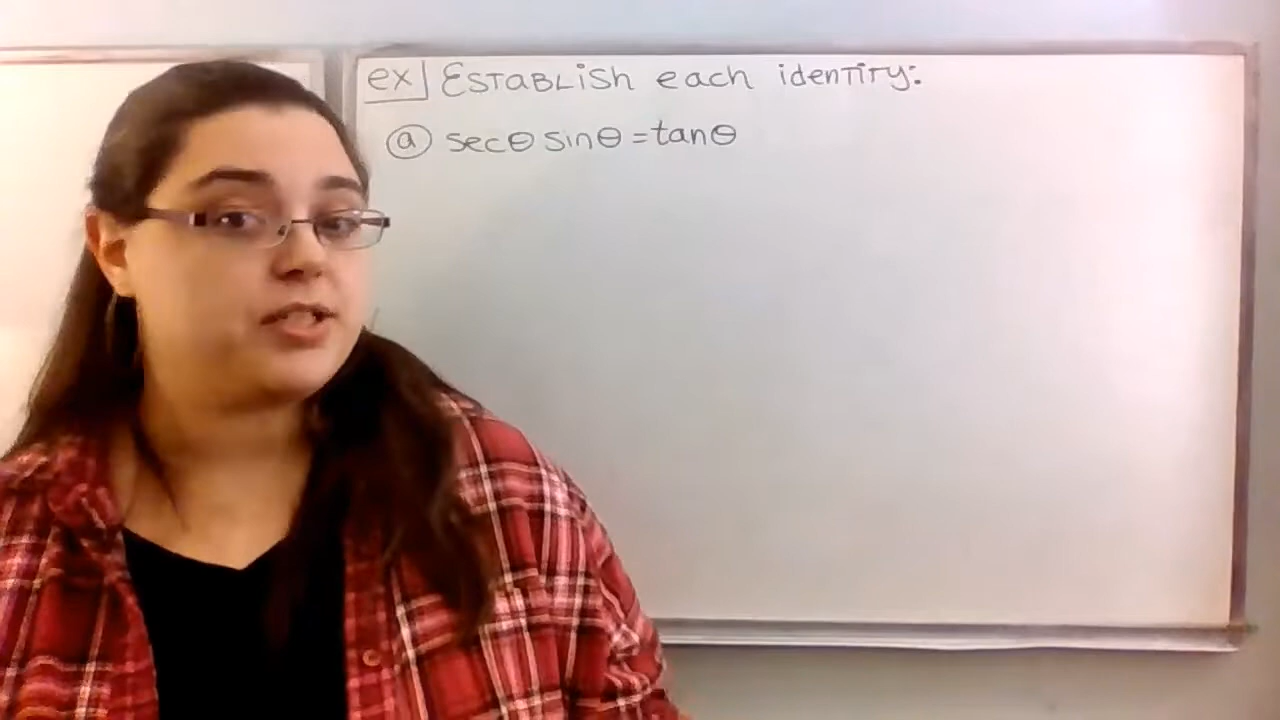 ex| Establish each identity:
ⓐ secθ sinθ = tanθ